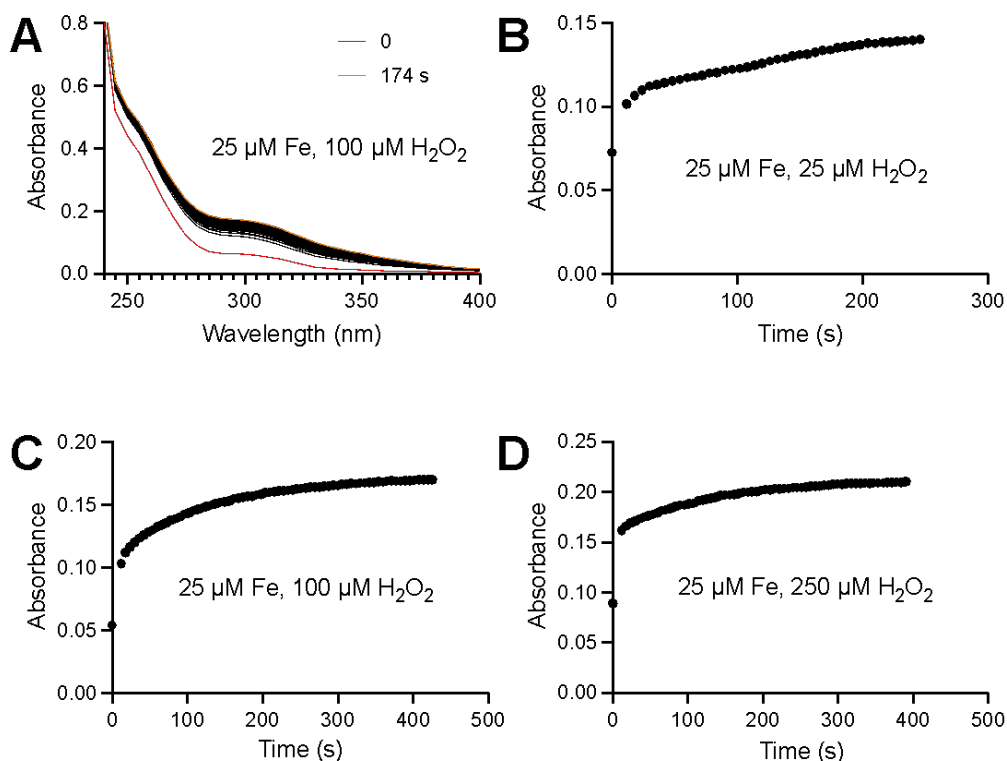 A
0.8
0.6
0.4
0.2
0.0
Absorbance
250
300
350
400
Wavelength (nm)
0
174 s
25 µM Fe, 100 µM H₂O₂
B
0.15
0.10
0.05
0.00
Absorbance
0
100
200
300
Time (s)
25 µM Fe, 25 µM H₂O₂
C
0.20
0.15
0.10
0.05
0.00
Absorbance
0
100
200
300
400
500
Time (s)
25 µM Fe, 100 µM H₂O₂
D
0.25
0.20
0.15
0.10
0.05
0.00
Absorbance
0
100
200
300
400
500
Time (s)
25 µM Fe, 250 µM H₂O₂